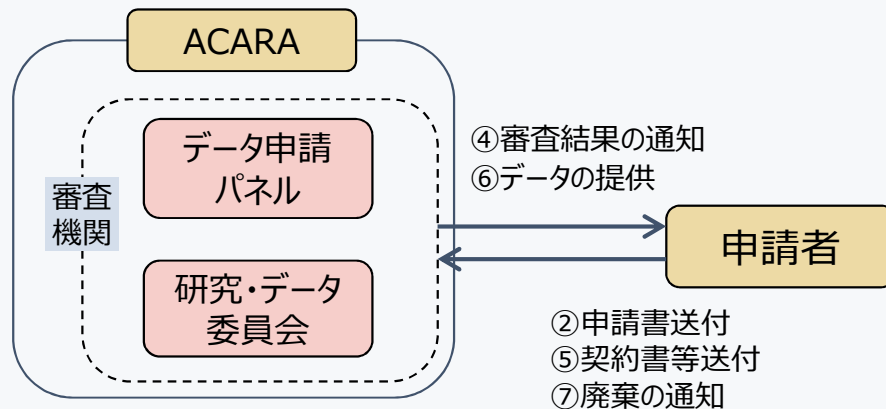 ACARA
データ申請
パネル
審査
機関
研究・データ
委員会
④審査結果の通知
⑥データの提供
申請者
②申請書送付
⑤契約書等送付
⑦廃棄の通知